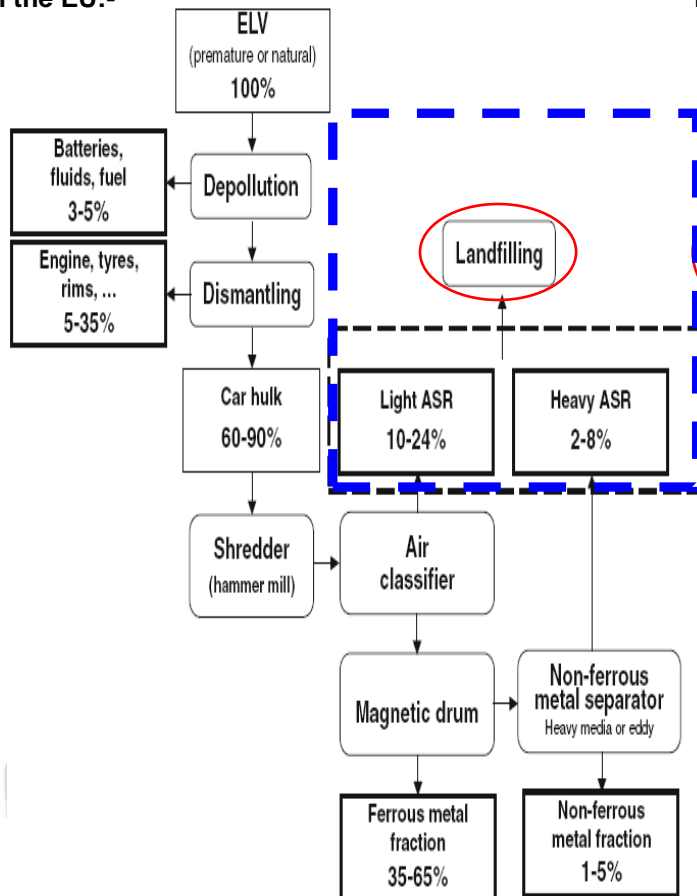 the EU:-
ELV
(premature or natural)
100%
Batteries,
fluids, fuel
3-5%
Depollution
Engine, tyres,
rims, ...
5-35%
Dismantling
Landfilling
Car hulk
60-90%
Light ASR
10-24%
Heavy ASR
2-8%
Shredder
(hammer mill)
Air
classifier
Magnetic drum
Non-ferrous
metal separator
Heavy media or eddy
Ferrous metal
fraction
35-65%
Non-ferrous
metal fraction
1-5%